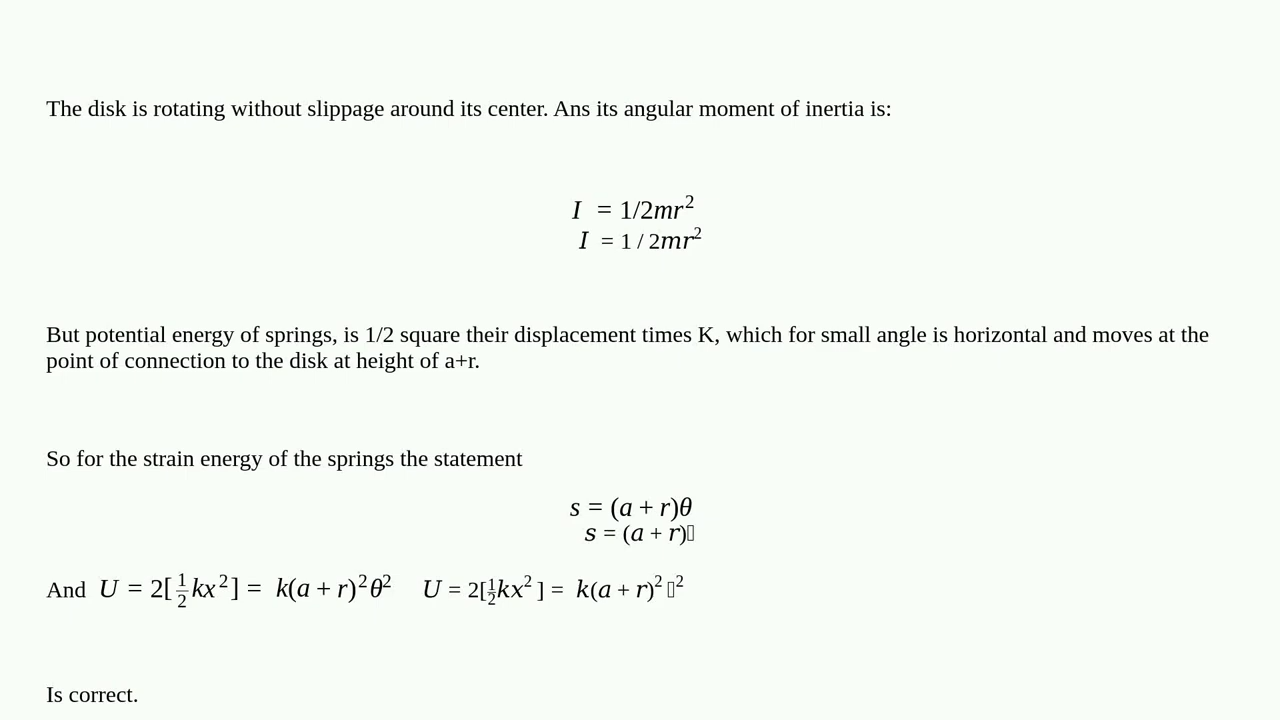 The disk is rotating without slippage around its center. Ans its angular moment of inertia is:
I = 1/2mr²
I = 1 / 2mr²
But potential energy of springs, is 1/2 square their displacement times K, which for small angle is horizontal and moves at the
point of connection to the disk at height of a+r.
So for the strain energy of the springs the statement
s = (a + r)θ
s = (a + r)▯
And U = 2[½kx²] = k(a + r)²θ² U = 2[½kx²] = k(a + r)²▯²
Is correct.